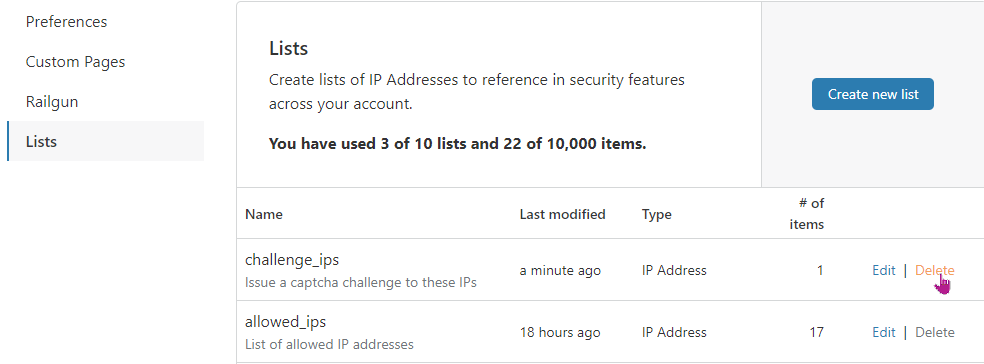 Preferences
Custom Pages
Railgun
Lists
Lists
Create lists of IP Addresses to reference in security features
across your account.
You have used 3 of 10 lists and 22 of 10,000 items.
Create new list
Name Last modified Type # of
items
challenge_ips
Issue a captcha challenge to these IPs
a minute ago IP Address 1 Edit | Delete
allowed_ips
List of allowed IP addresses
18 hours ago IP Address 17 Edit | Delete